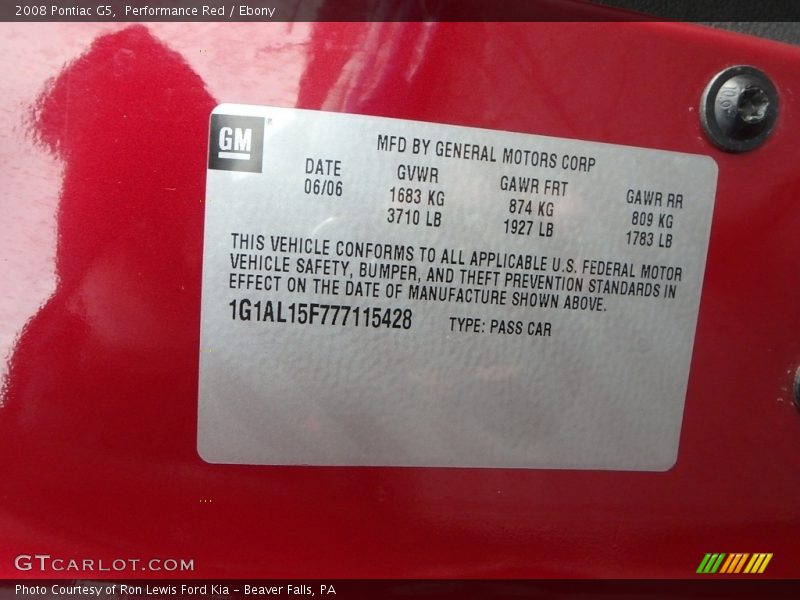 2008 Pontiac G5, Performance Red / Ebony
GM
MFD BY GENERAL MOTORS CORP
DATE GVWR GAWR FRT GAWR RR
06/06 1683 KG 874 KG 809 KG
3710 LB 1927 LB 1783 LB
THIS VEHICLE CONFORMS TO ALL APPLICABLE U.S. FEDERAL MOTOR
VEHICLE SAFETY, BUMPER, AND THEFT PREVENTION STANDARDS IN
EFFECT ON THE DATE OF MANUFACTURE SHOWN ABOVE.
1G1AL15F777115428 TYPE: PASS CAR
GTCARLOT.COM
Photo Courtesy of Ron Lewis Ford Kia - Beaver Falls, PA